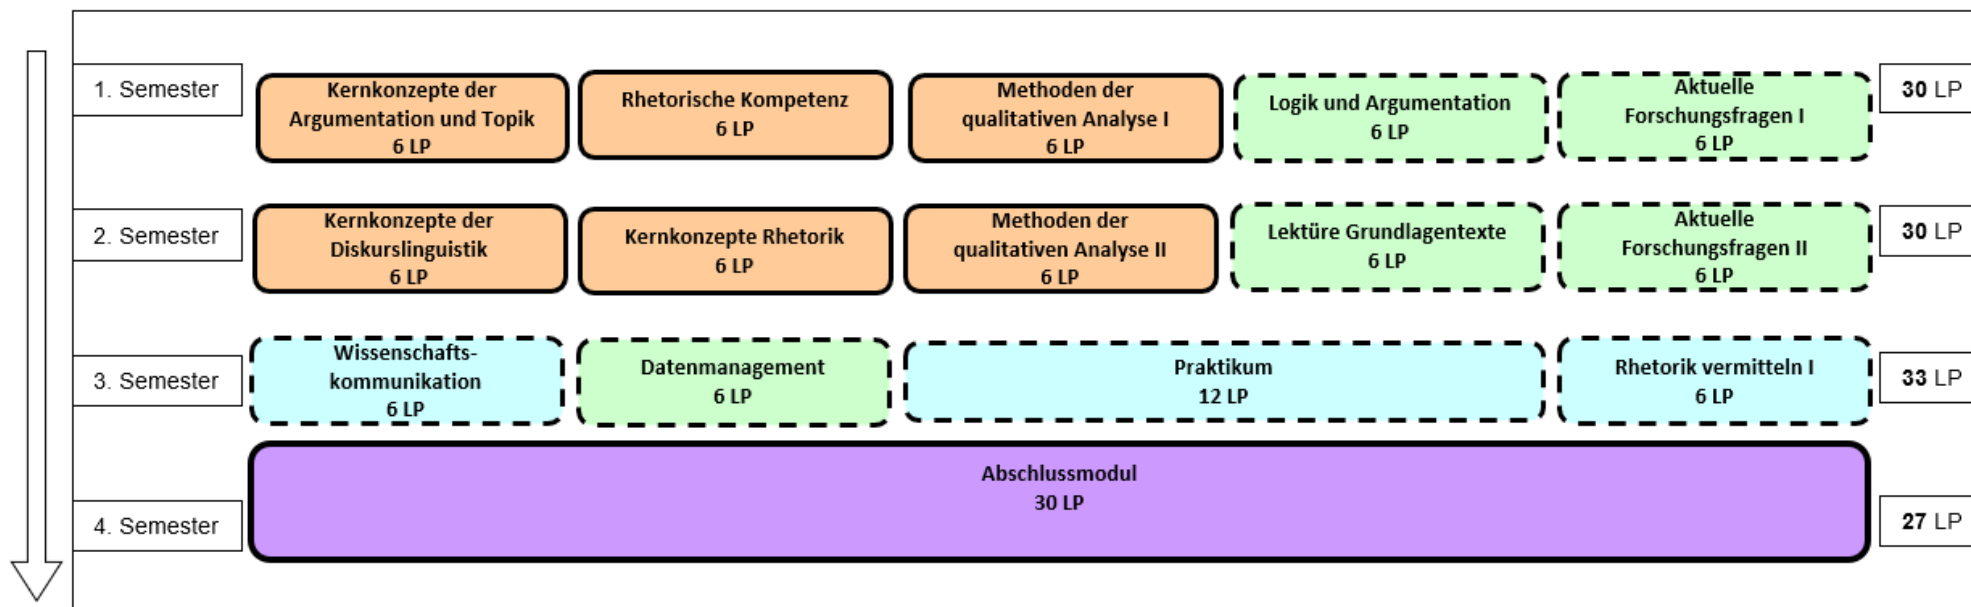 1. Semester
Kernkonzepte der
Argumentation und Topik
6 LP
Rhetorische Kompetenz
6 LP
Methoden der
qualitativen Analyse I
6 LP
Logik und Argumentation
6 LP
Aktuelle
Forschungsfragen I
6 LP
30 LP
2. Semester
Kernkonzepte der
Diskurslinguistik
6 LP
Kernkonzepte Rhetorik
6 LP
Methoden der
qualitativen Analyse II
6 LP
Lektüre Grundlagentexte
6 LP
Aktuelle
Forschungsfragen II
6 LP
30 LP
3. Semester
Wissenschafts-
kommunikation
6 LP
Datenmanagement
6 LP
Praktikum
12 LP
Rhetorik vermitteln I
6 LP
33 LP
4. Semester
Abschlussmodul
30 LP
27 LP